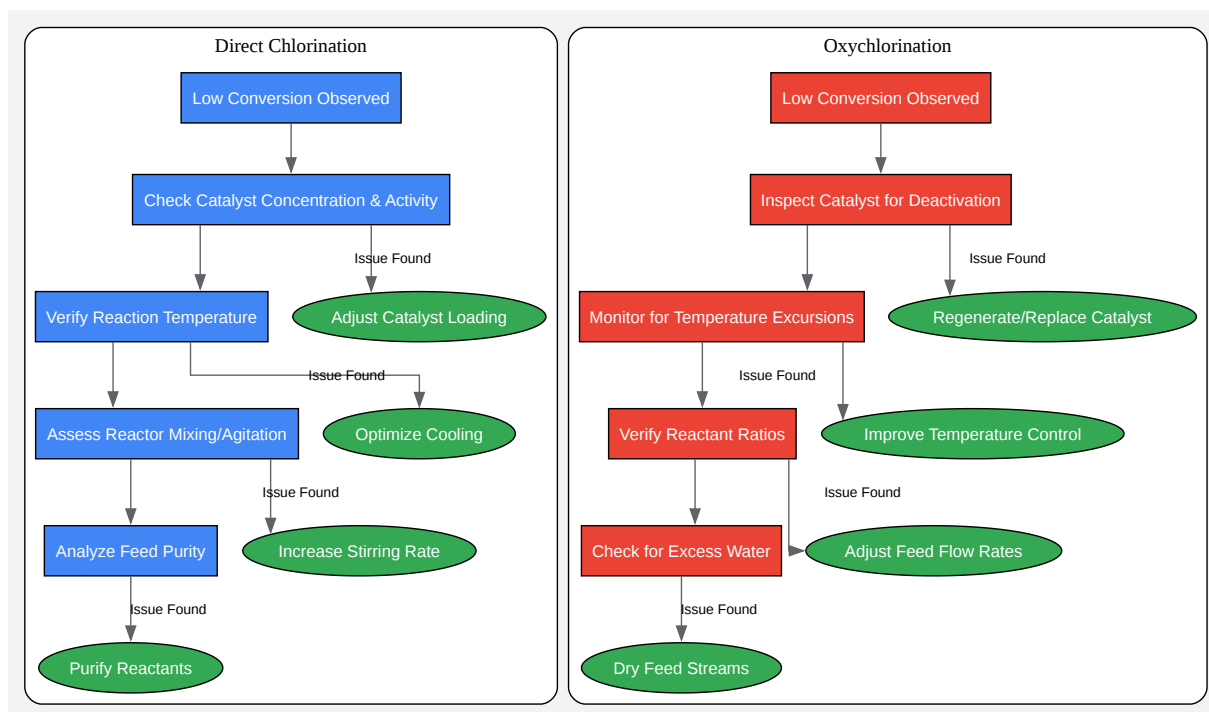 Direct Chlorination
Low Conversion Observed
Check Catalyst Concentration & Activity
Issue Found
Verify Reaction Temperature
Adjust Catalyst Loading
Issue Found
Assess Reactor Mixing/Agitation
Optimize Cooling
Issue Found
Analyze Feed Purity
Increase Stirring Rate
Issue Found
Purify Reactants
Oxychlorination
Low Conversion Observed
Inspect Catalyst for Deactivation
Issue Found
Monitor for Temperature Excursions
Regenerate/Replace Catalyst
Issue Found
Verify Reactant Ratios
Improve Temperature Control
Issue Found
Check for Excess Water
Adjust Feed Flow Rates
Issue Found
Dry Feed Streams